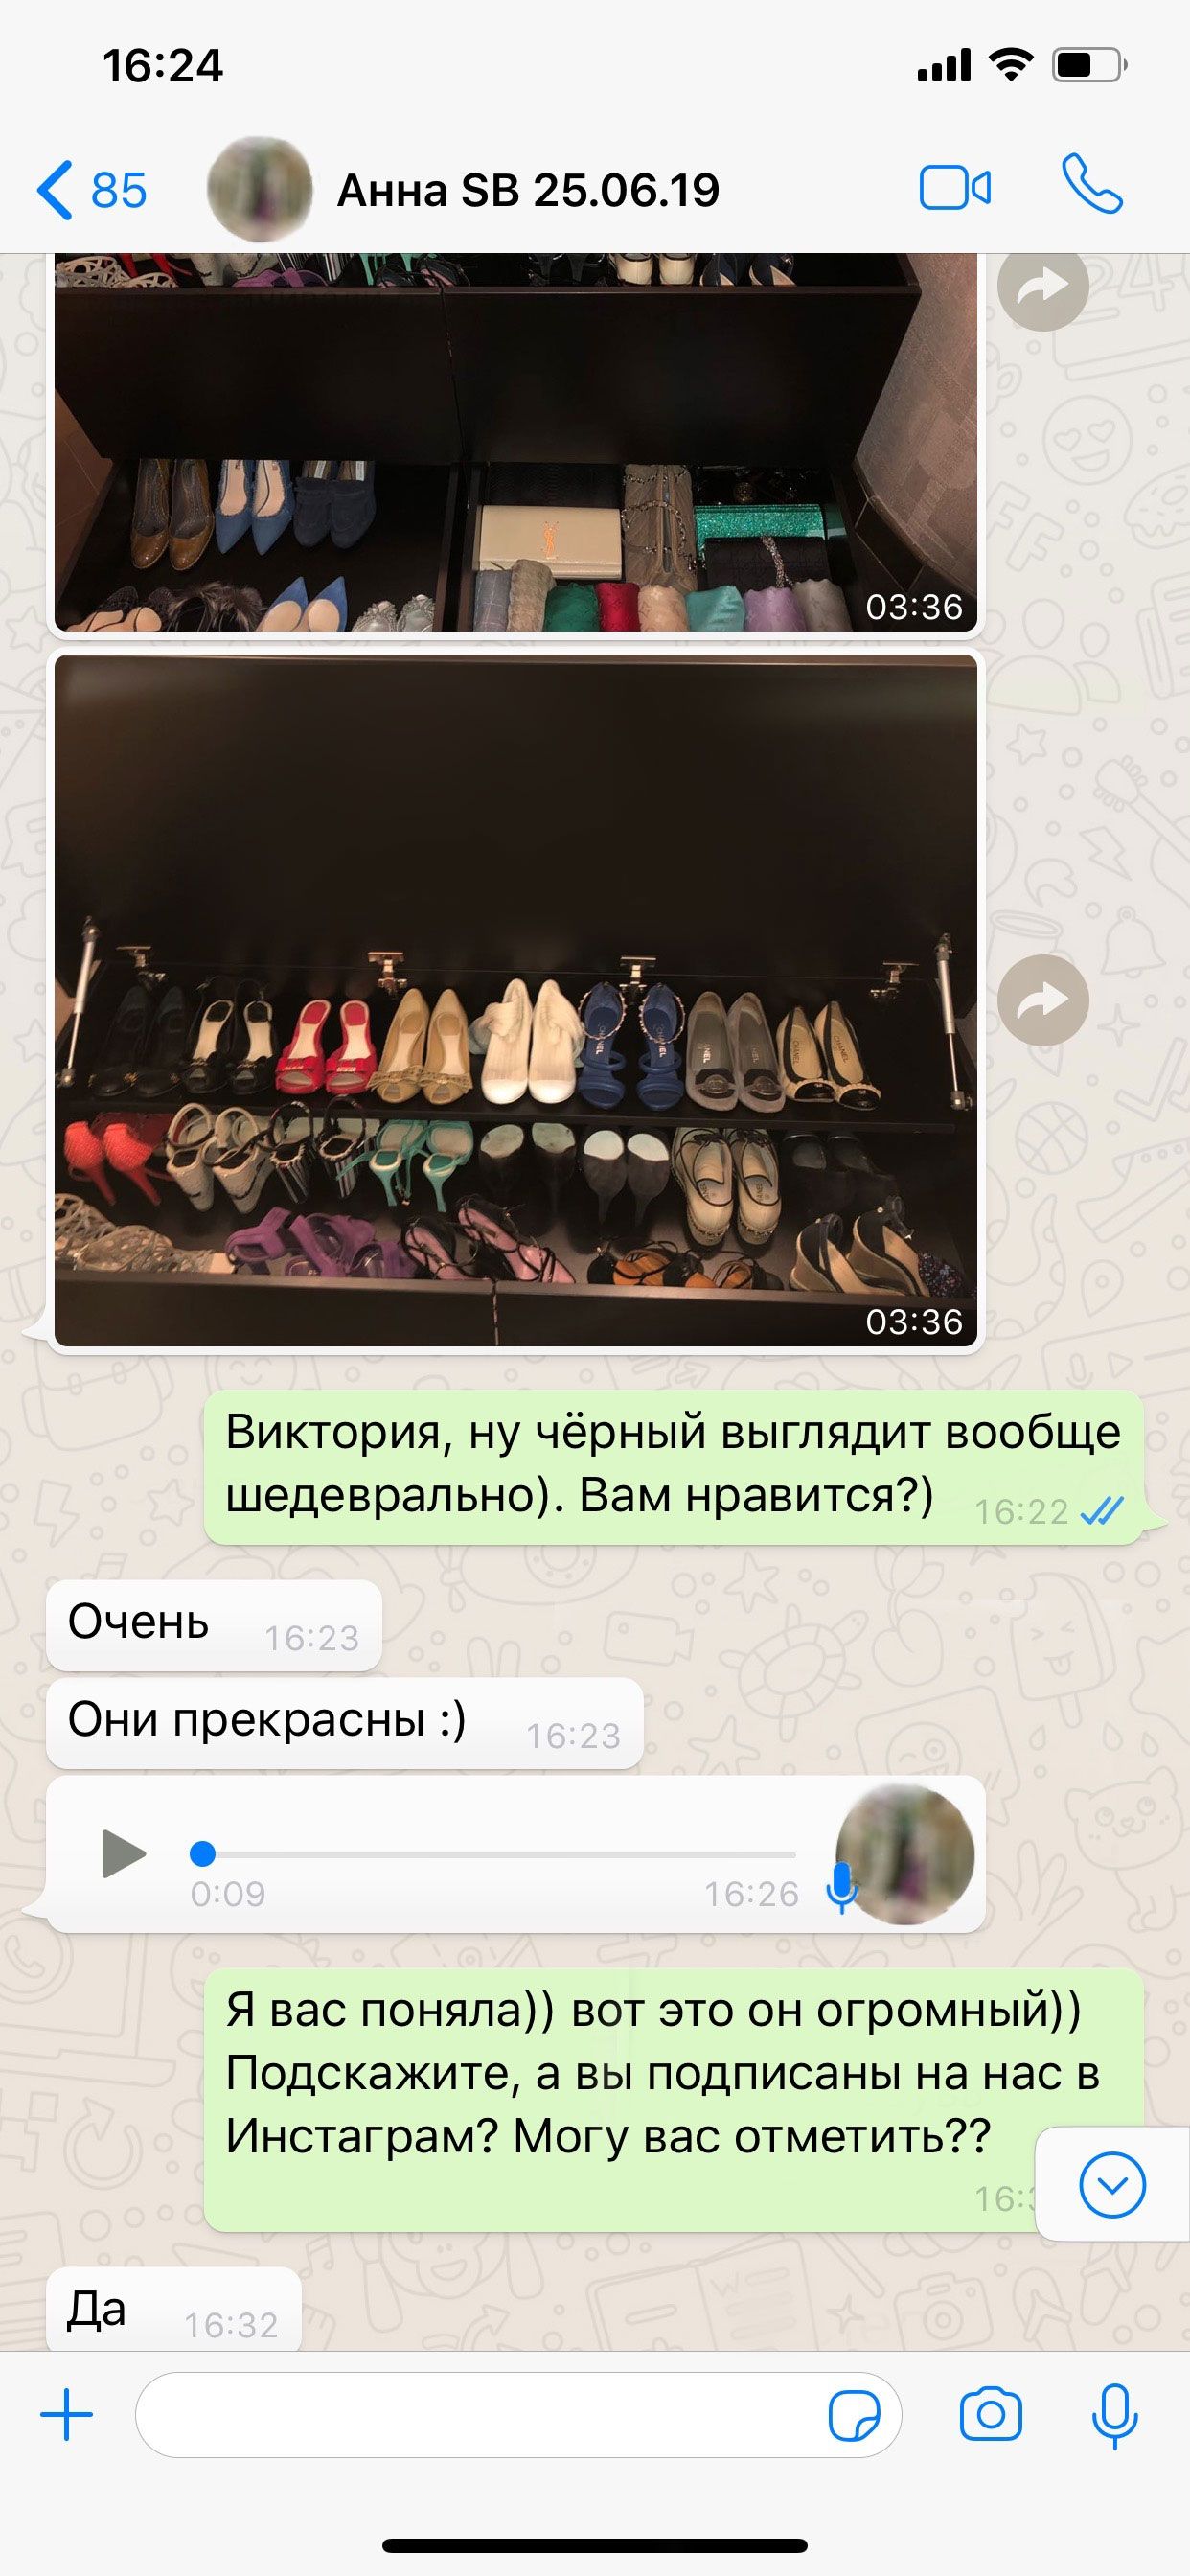 16:24
85
Анна SB 25.06.19
03:36
CHANEL
03:36
Виктория, ну чёрный выглядит вообще
шедеврально). Вам нравится?)
16:22
Очень
16:23
Они прекрасны :)
16:23
0:09
16:26
Я вас поняла)) вот это он огромный))
Подскажите, а вы подписаны на нас в
Инстаграм? Могу вас отметить??
Да
16:32